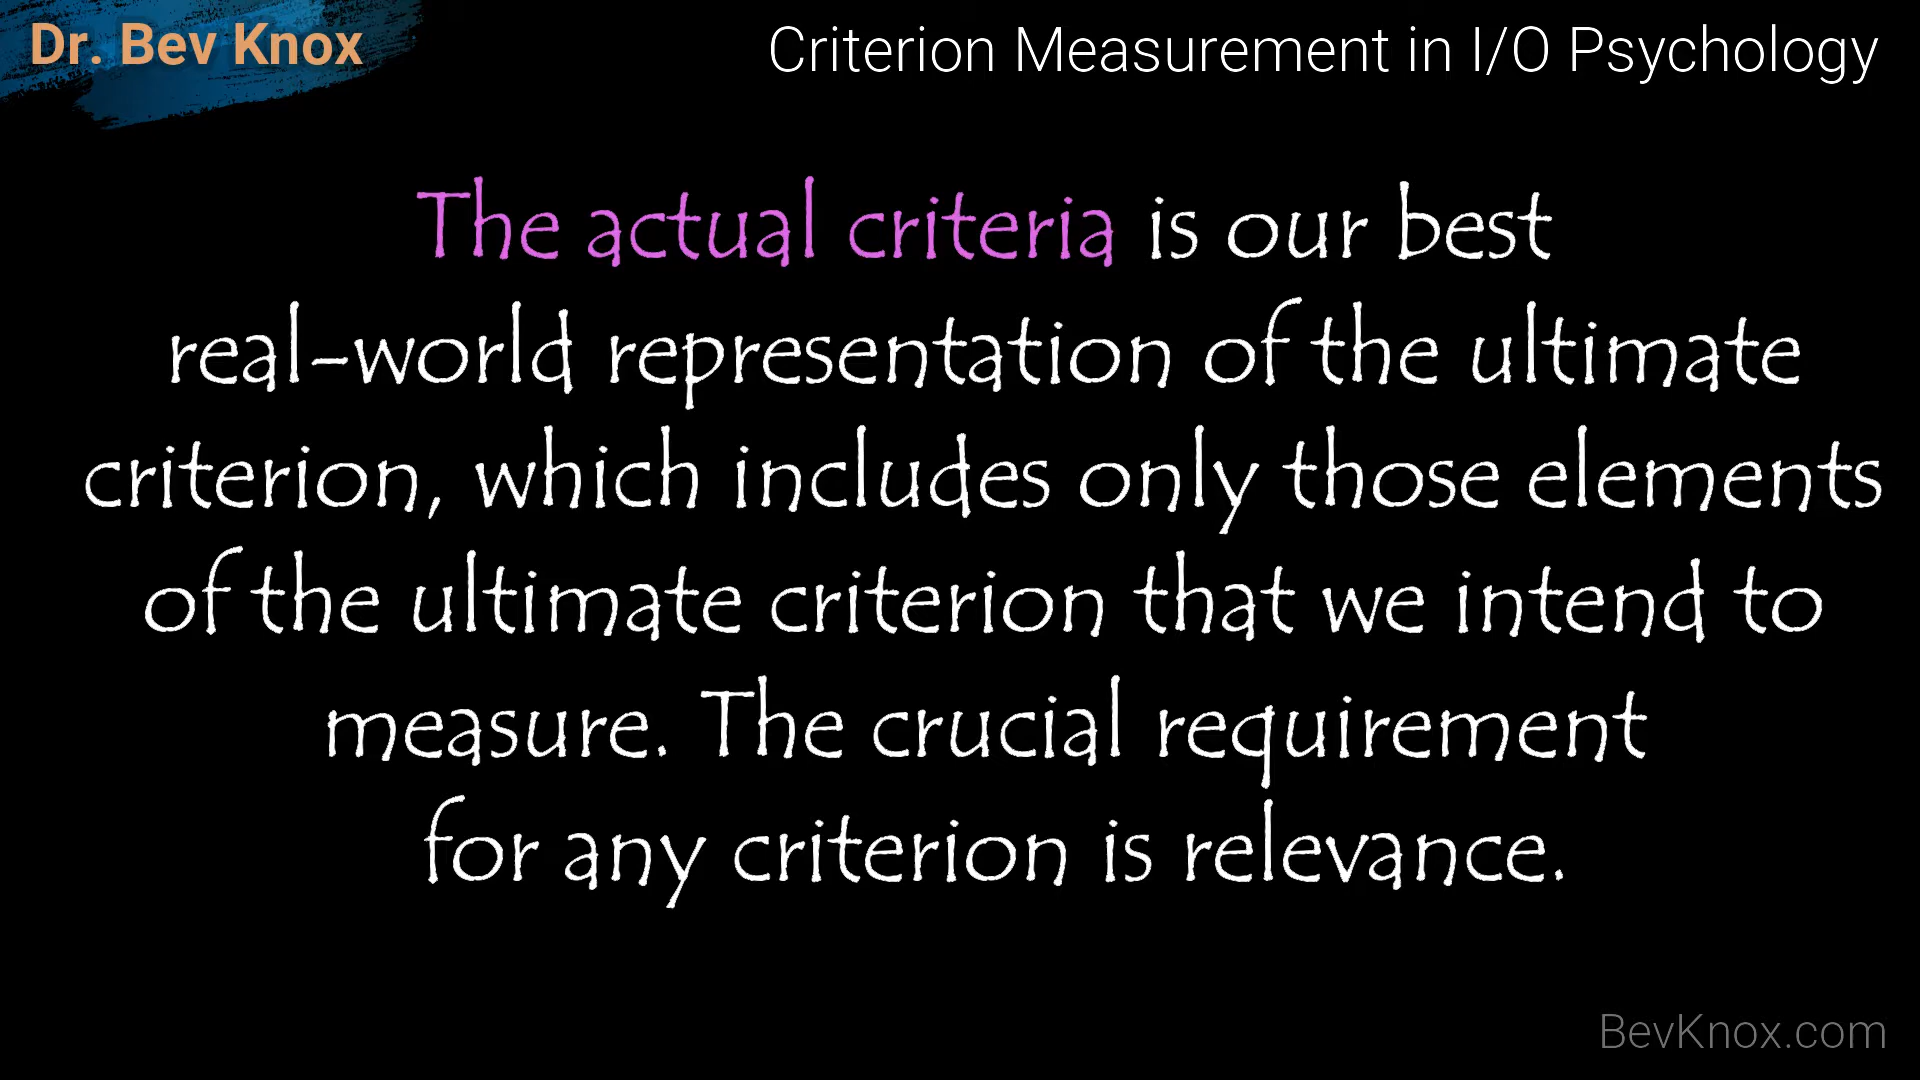 Dr. Bev Knox
Criterion Measurement in I/O Psychology
The actual criteria is our best
real-world representation of the ultimate
criterion, which includes only those elements
of the ultimate criterion that we intend to
measure. The crucial requirement
for any criterion is relevance.
BevKnox.com